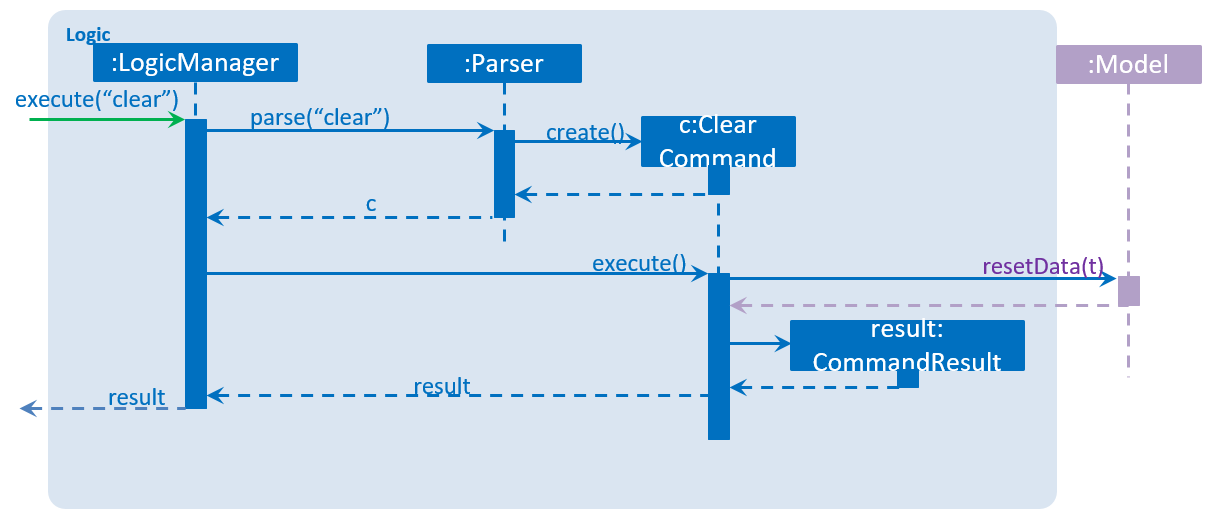 Logic
:LogicManager
:Parser
:Model
execute(“clear”)
parse(“clear”)
create()
c:Clear
Command
c
execute()
resetData(t)
result:
CommandResult
result
result